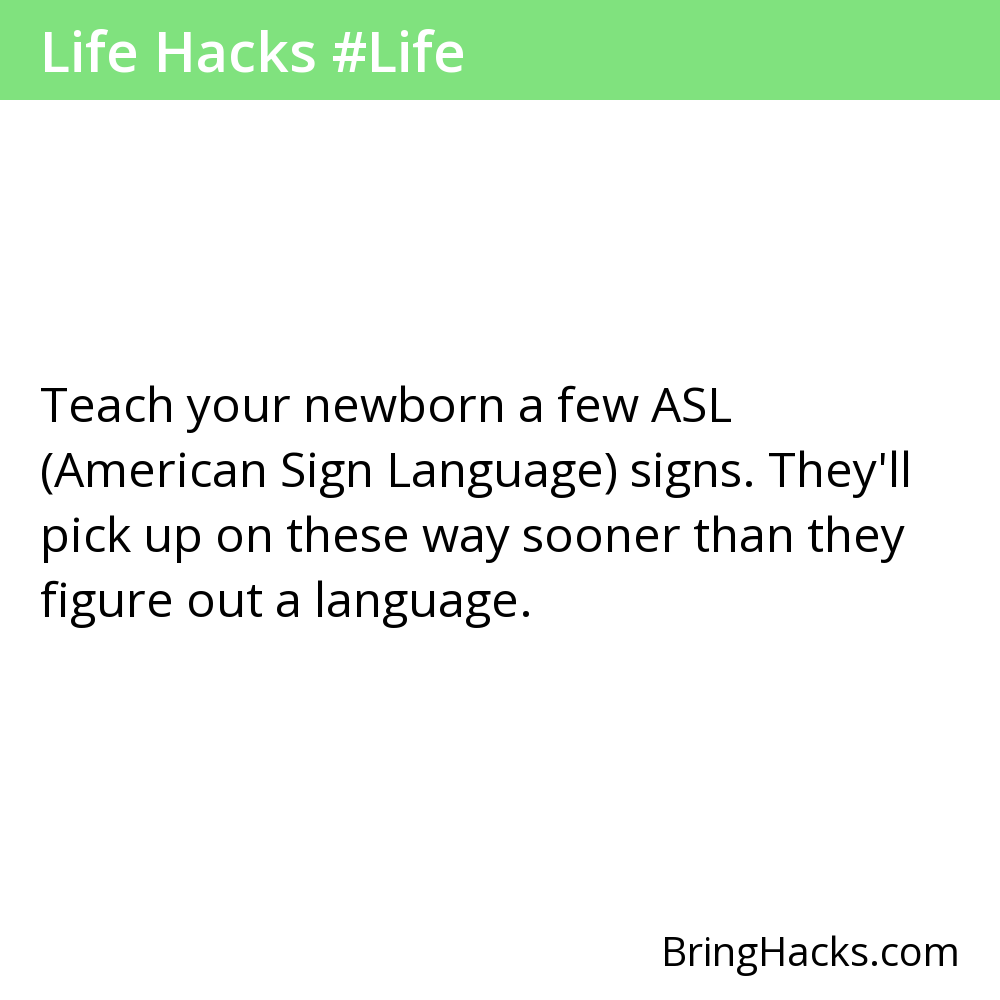 Life Hacks #Life
Teach your newborn a few ASL
(American Sign Language) signs. They'll
pick up on these way sooner than they
figure out a language.
BringHacks.com